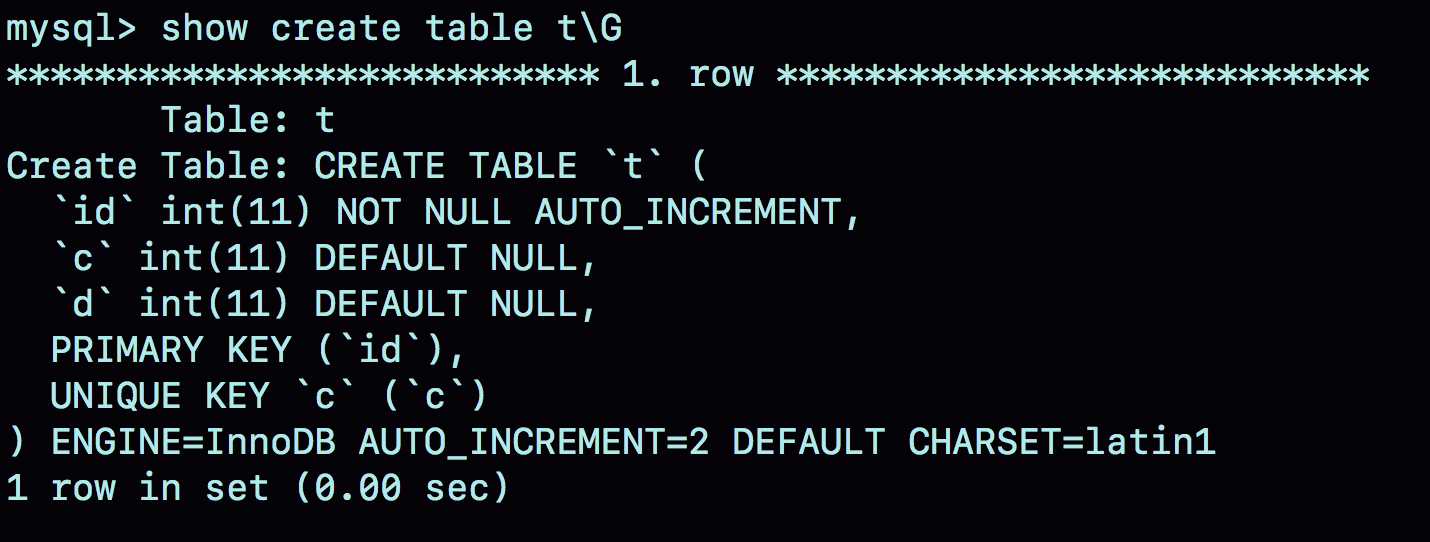 mysql> show create table t\G
*************************** 1. row ***************************
Table: t
Create Table: CREATE TABLE `t` (
`id` int(11) NOT NULL AUTO_INCREMENT,
`c` int(11) DEFAULT NULL,
`d` int(11) DEFAULT NULL,
PRIMARY KEY (`id`),
UNIQUE KEY `c` (`c`)
) ENGINE=InnoDB AUTO_INCREMENT=2 DEFAULT CHARSET=latin1
1 row in set (0.00 sec)